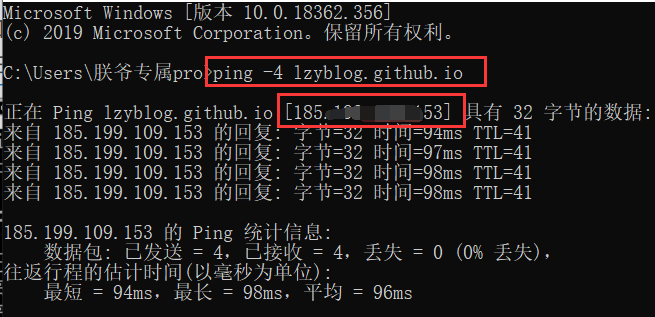 Microsoft Windows [版本 10.0.18362.356]
(c) 2019 Microsoft Corporation。保留所有权利。
C:\Users\朕爷专属pro>ping -4 lzyblog.github.io
正在 Ping lzyblog.github.io [185. 153] 具有 32 字节的数据:
来自 185.199.109.153 的回复: 字节=32 时间=94ms TTL=41
来自 185.199.109.153 的回复: 字节=32 时间=97ms TTL=41
来自 185.199.109.153 的回复: 字节=32 时间=98ms TTL=41
来自 185.199.109.153 的回复: 字节=32 时间=98ms TTL=41
185.199.109.153 的 Ping 统计信息:
数据包: 已发送 = 4，已接收 = 4，丢失 = 0 (0% 丢失)，
往返行程的估计时间(以毫秒为单位):
最短 = 94ms，最长 = 98ms，平均 = 96ms